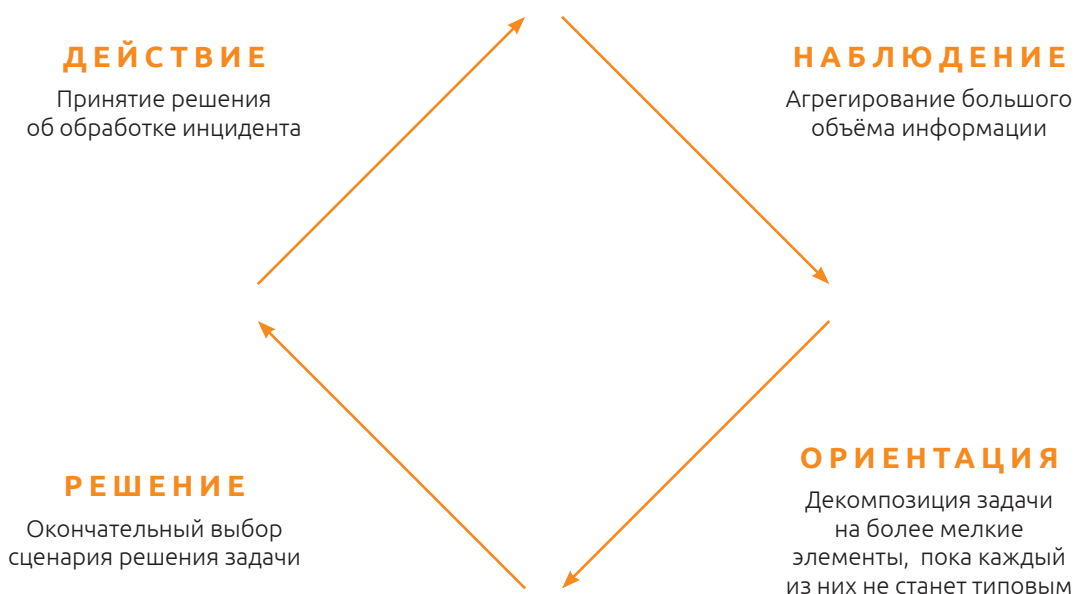 ДЕЙСТВИЕ
Принятие решения
об обработке инцидента
НАБЛЮДЕНИЕ
Агрегирование большого
объёма информации
РЕШЕНИЕ
Окончательный выбор
сценария решения задачи
ОРИЕНТАЦИЯ
Декомпозиция задачи
на более мелкие
элементы, пока каждый
из них не станет типовым